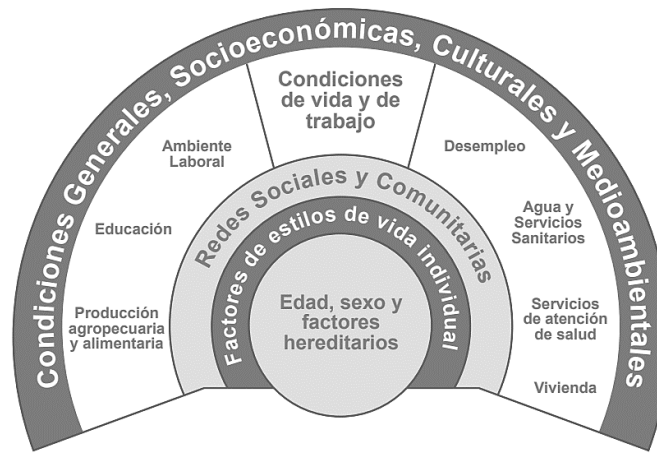 Condiciones Generales, Socioeconómicas, Culturales y Medioambientales
Condiciones
de vida y de
trabajo
Ambiente
Laboral
Desempleo
Educación
Agua y
Servicios
Sanitarios
Producción
agropecuaria
y alimentaria
Servicios
de atención
de salud
Vivienda
Redes Sociales y Comunitarias
Factores de estilos de vida individual
Edad, sexo y
factores
hereditarios